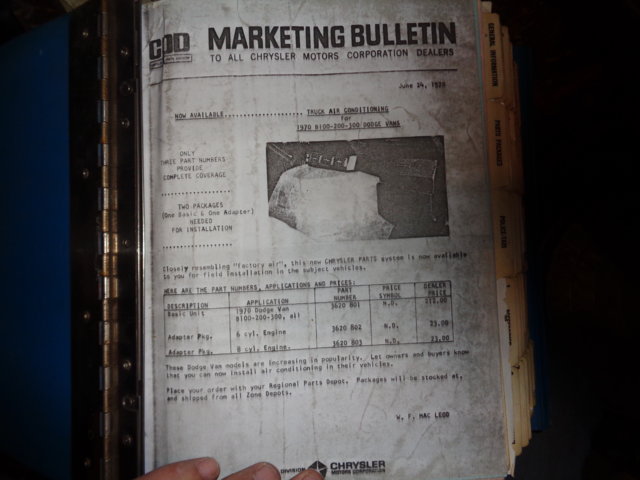 COD MARKETING BULLETIN
TO ALL CHRYSLER MOTORS CORPORATION DEALERS
June 24, 1970
NOW AVAILABLE.................... TRUCK AIR CONDITIONING
for
1970 B100-200-300 DODGE VANS
ONLY
THREE PART NUMBERS
PROVIDE
COMPLETE COVERAGE
TWO PACKAGES
(One Basic & One Adapter)
NEEDED
FOR INSTALLATION
Closely resembling "factory air", this new CHRYSLER PARTS system is now available
to you for field installation in the subject vehicles.
HERE ARE THE PART NUMBERS, APPLICATIONS AND PRICES:
DESCRIPTION APPLICATION PART NUMBER PRICE SYMBOL DEALER PRICE
Basic Unit 1970 Dodge Van B100-200-300, all 3620 801 N.D.
Adapter Pkg. 6 cyl. Engine 3620 802 N.D. 23.00
Adapter Pkg. 8 cyl. Engine. 3620 803 N.D. 23.00
These Dodge Van models are increasing in popularity. Let owners and buyers know
that you can now install air conditioning in their vehicles.
Place your order with your Regional Parts Depot. Packages will be stocked at,
and shipped from all Zone Depots.
W. F. MAC LEOD
DIVISION CHRYSLER
MOTORS CORPORATION
GENERAL INFORMATION
PARTS PACKAGES